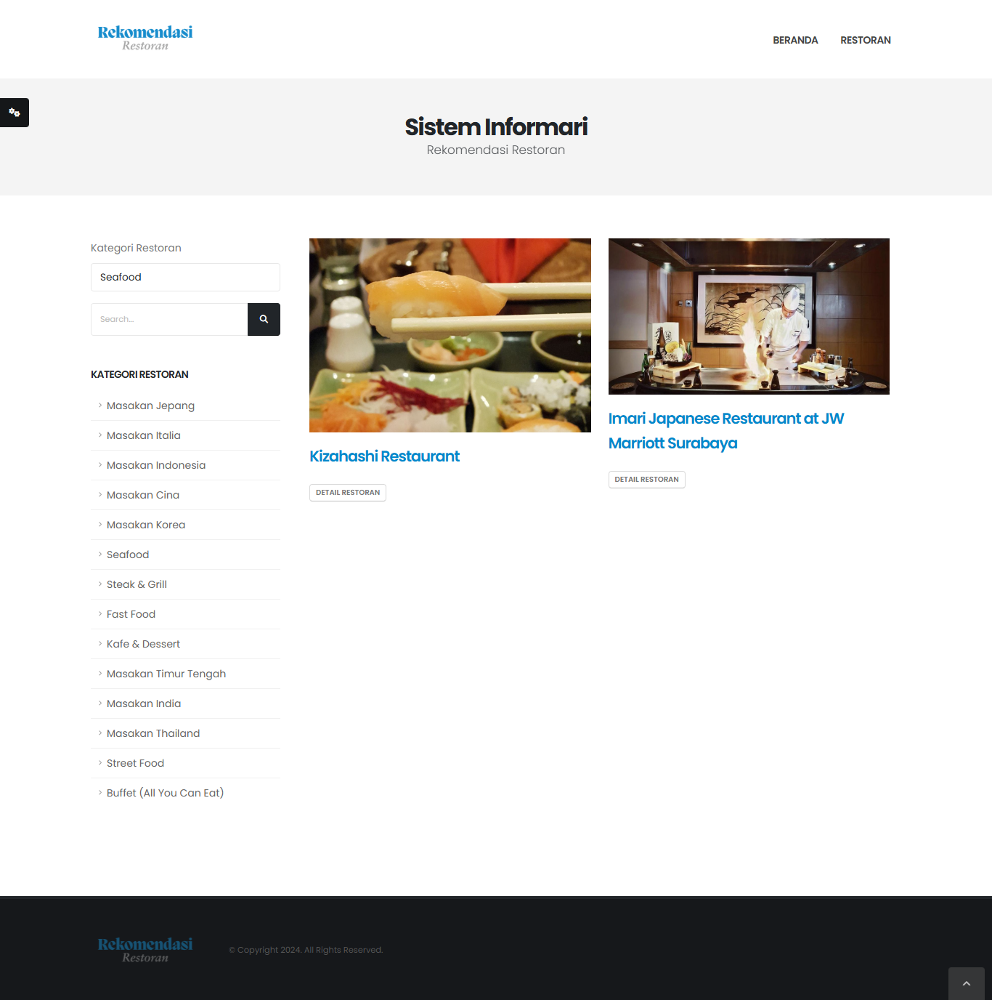 Rekomendasi
Restoran
BERANDA
RESTORAN
Sistem Informari
Rekomendasi Restoran
Kategori Restoran
Seafood
Search...
KATEGORI RESTORAN
Masakan Jepang
Masakan Italia
Masakan Indonesia
Masakan Cina
Masakan Korea
Seafood
Steak & Grill
Fast Food
Kafe & Dessert
Masakan Timur Tengah
Masakan India
Masakan Thailand
Street Food
Buffet (All You Can Eat)
Kizahashi Restaurant
DETAIL RESTORAN
Imari Japanese Restaurant at JW
Marriott Surabaya
DETAIL RESTORAN
Rekomendasi
Restoran
© Copyright 2024. All Rights Reserved.